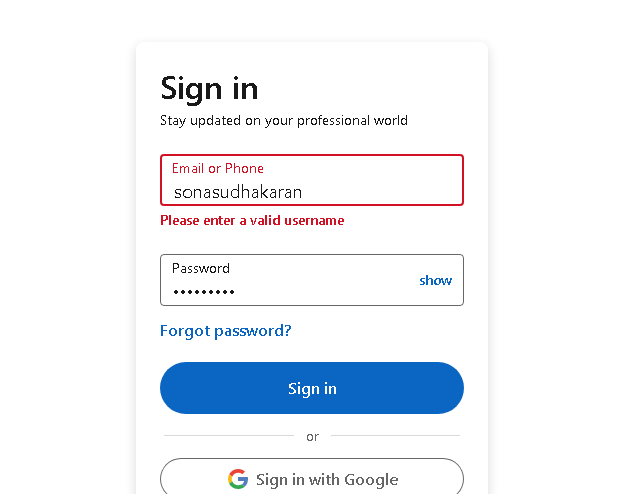 Sign in
Stay updated on your professional world
Email or Phone
sonasudhakaran
Please enter a valid username
Password
•••••••••
show
Forgot password?
Sign in
or
Sign in with Google